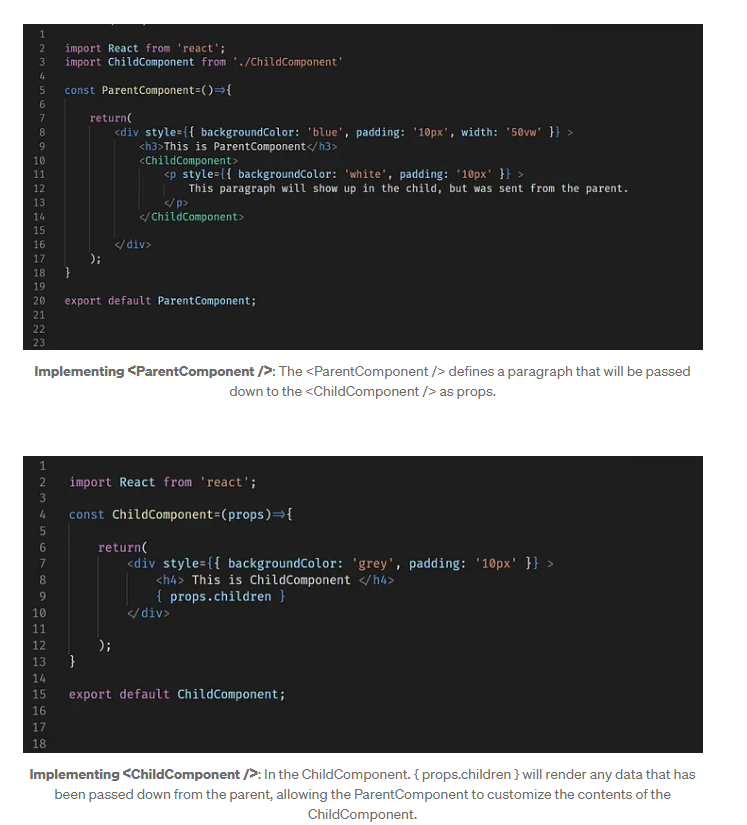 1
2 import React from 'react';
3 import ChildComponent from './ChildComponent'
4
5 const ParentComponent=()=>{
6
7 return(
8 <div style={{ backgroundColor: 'blue', padding: '10px', width: '50vw' }} >
9 <h3>This is ParentComponent</h3>
10 <ChildComponent>
11 <p style={{ backgroundColor: 'white', padding: '10px' }} >
12 This paragraph will show up in the child, but was sent from the parent.
13 </p>
14 </ChildComponent>
15
16 </div>
17 );
18 }
19
20 export default ParentComponent;
21
22
23
Implementing <ParentComponent />: The <ParentComponent /> defines a paragraph that will be passed
down to the <ChildComponent /> as props.
1
2 import React from 'react';
3
4 const ChildComponent=(props)=>{
5
6 return(
7 <div style={{ backgroundColor: 'grey', padding: '10px' }} >
8 <h4> This is ChildComponent </h4>
9 { props.children }
10 </div>
11
12 );
13 }
14
15 export default ChildComponent;
16
17
18
Implementing <ChildComponent />: In the ChildComponent. { props.children } will render any data that has
been passed down from the parent, allowing the ParentComponent to customize the contents of the
ChildComponent.